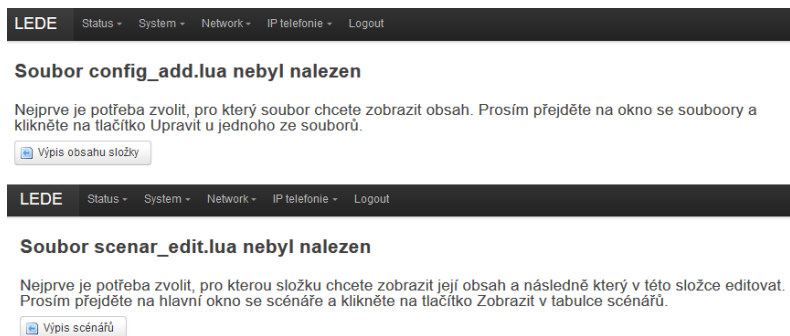 LEDE Status System Network IP telefonie Logout
Soubor config_add.lua nebyl nalezen
Nejprve je potřeba zvolit, pro který soubor chcete zobrazit obsah. Prosím přejděte na okno se souboory a
klikněte na tlačítko Upravit u jednoho ze souborů.
Výpis obsahu složky
LEDE Status System Network IP telefonie Logout
Soubor scenar_edit.lua nebyl nalezen
Nejprve je potřeba zvolit, pro kterou složku chcete zobrazit její obsah a následně který v této složce editovat.
Prosím přejděte na hlavní okno se scénáře a klikněte na tlačítko Zobrazit v tabulce scénářů.
Výpis scénářů